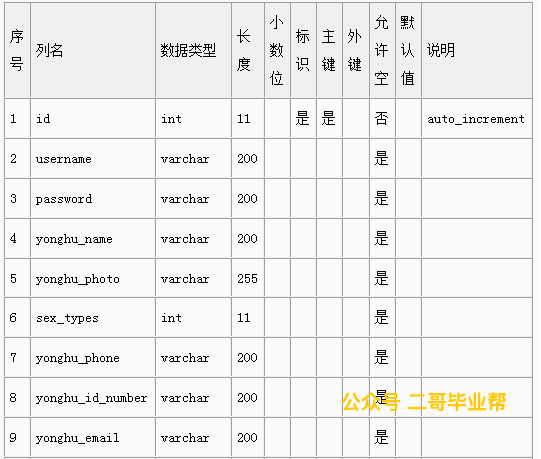 序号 列名 数据类型 长度 小数位 标识 主键 外键 允许空 默认值 说明
1 id int 11 是 是 否 auto_increment
2 username varchar 200 是
3 password varchar 200 是
4 yonghu_name varchar 200 是
5 yonghu_photo varchar 255 是
6 sex_types int 11 是
7 yonghu_phone varchar 200 是
8 yonghu_id_number varchar 200 是
公众号 二哥毕业帮
9 yonghu_email varchar 200 是